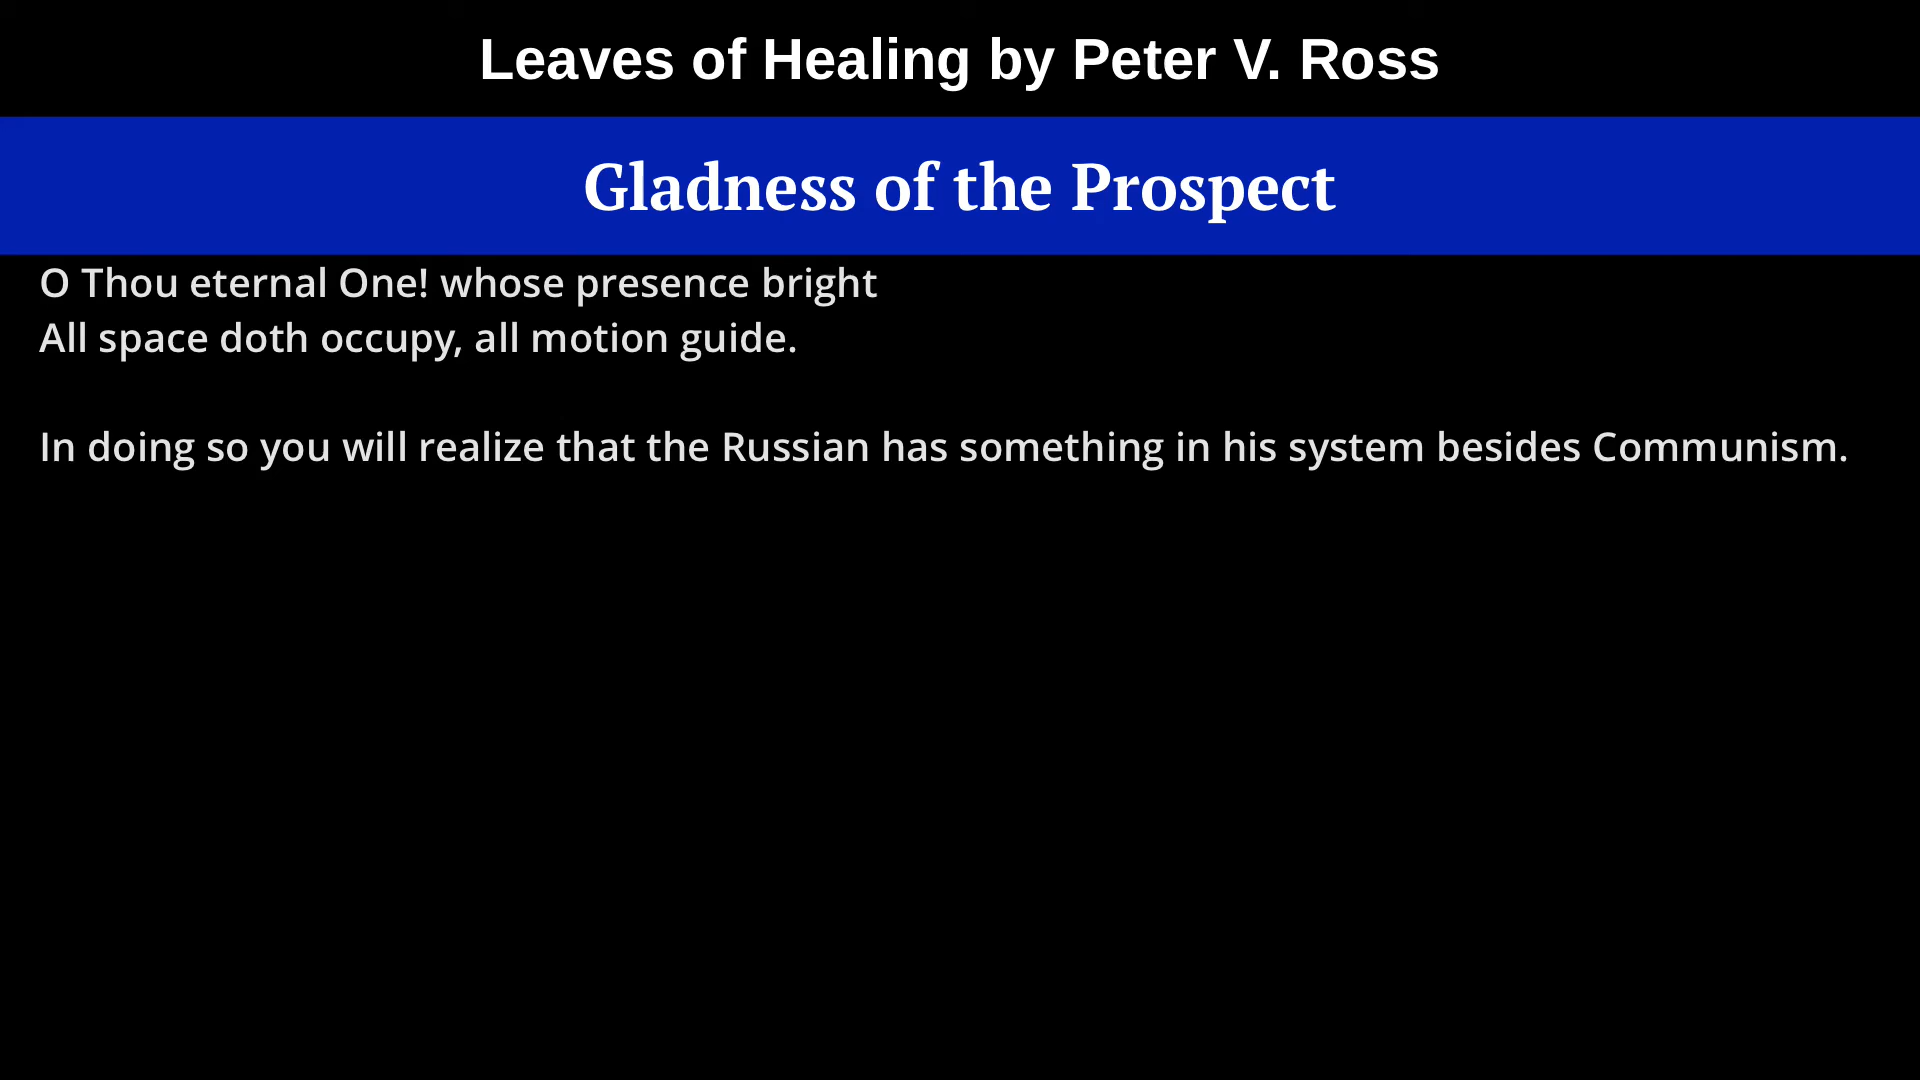 Leaves of Healing by Peter V. Ross
Gladness of the Prospect
O Thou eternal One! whose presence bright
All space doth occupy, all motion guide.
In doing so you will realize that the Russian has something in his system besides Communism.